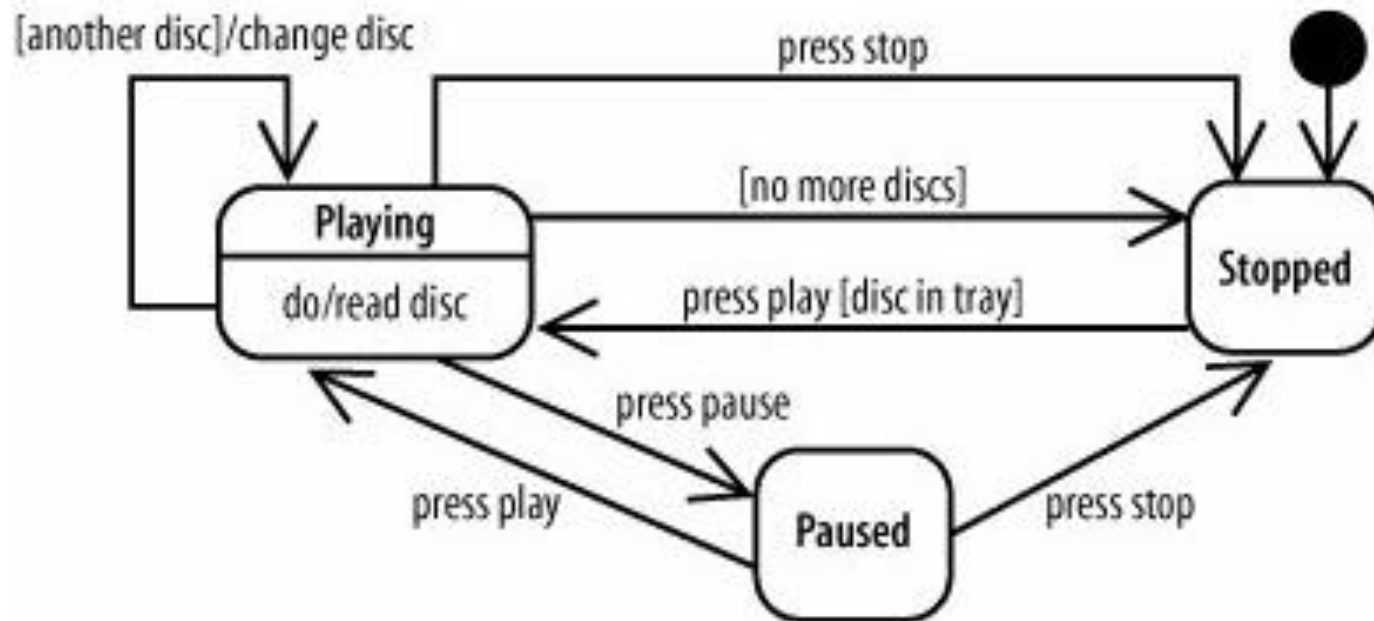 [another disc]/change disc
press stop
[no more discs]
Playing
do/read disc
Stopped
press play [disc in tray]
press pause
press play
Paused
press stop